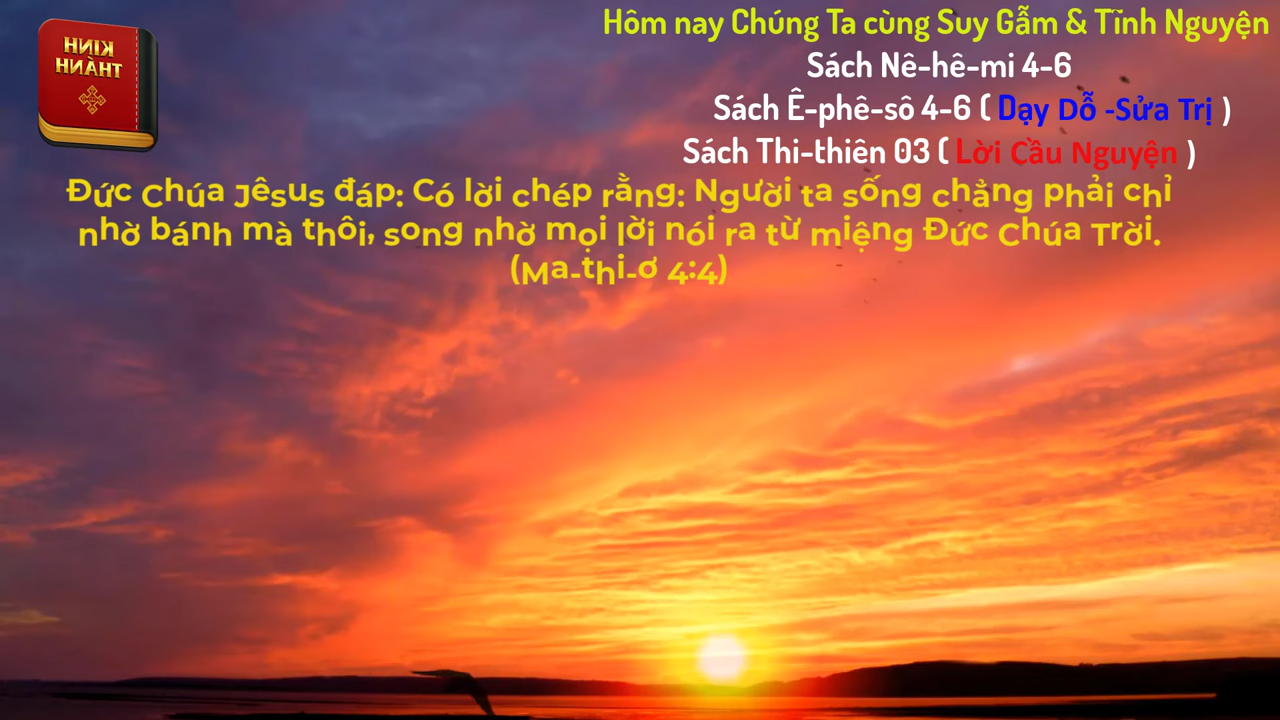 KINH
THÀNH
Hôm nay Chúng Ta cùng Suy Gẫm & Tĩnh Nguyện
Sách Nê-hê-mi 4-6
Sách Ê-phê-sô 4-6 ( Dạy Dỗ -Sửa Trị )
Sách Thi-thiên 03 ( Lời Cầu Nguyện )
Đức Chúa Jêsus đáp: Có lời chép rằng: Người ta sống chẳng phải chỉ
nhờ bánh mà thôi, song nhờ mọi lời nói ra từ miệng Đức Chúa Trời.
(Ma-thi-ơ 4:4)